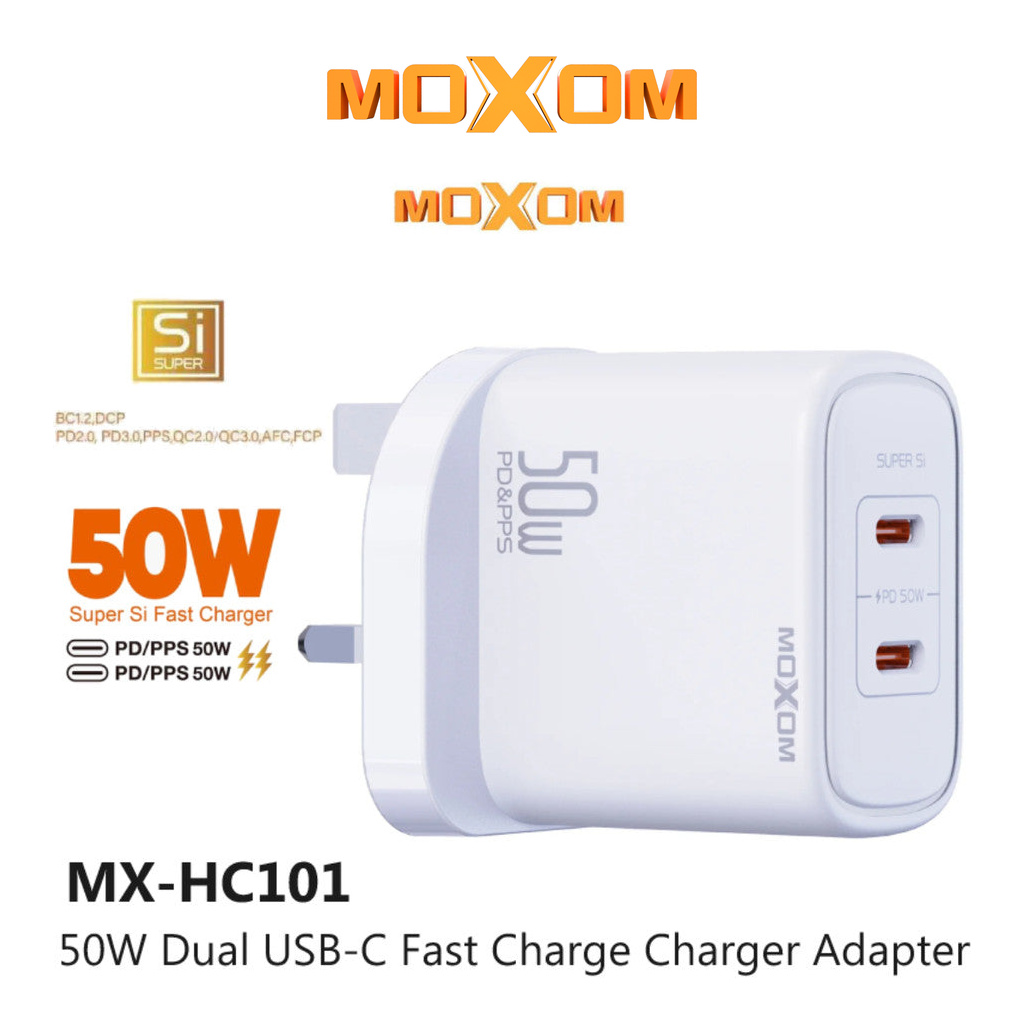 MOXOM
MOXOM
Si
SUPER
BC1.2,DCP
PD2.0, PD3.0,PPS,QC2.0/QC3.0,AFC,FCP
50W
Super Si Fast Charger
PD/PPS 50W
PD/PPS 50W
50W
PD&PPS
MOXOM
SUPER Si
PD 50W
MX-HC101
50W Dual USB-C Fast Charge Charger Adapter